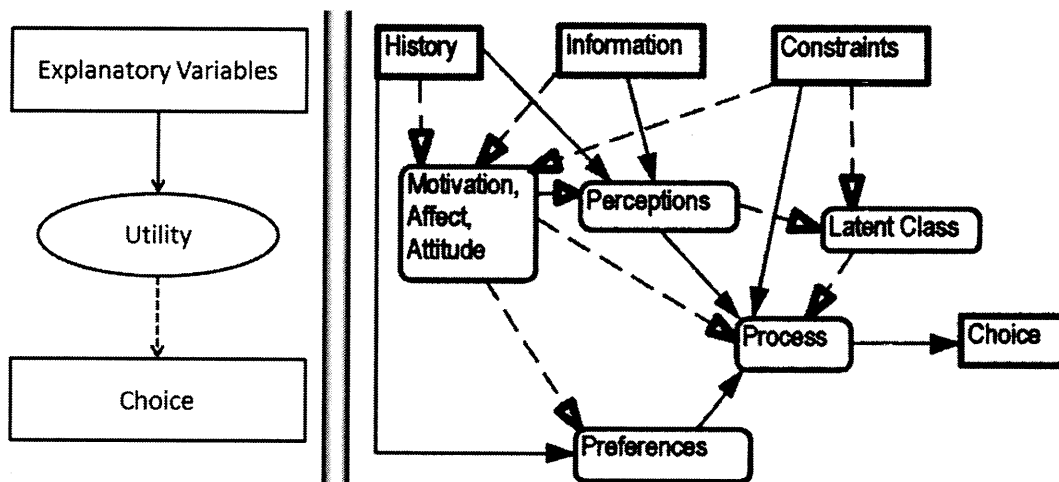 Explanatory Variables
Utility
Choice
History
Information
Constraints
Motivation,
Affect,
Attitude
Perceptions
Latent Class
Process
Choice
Preferences